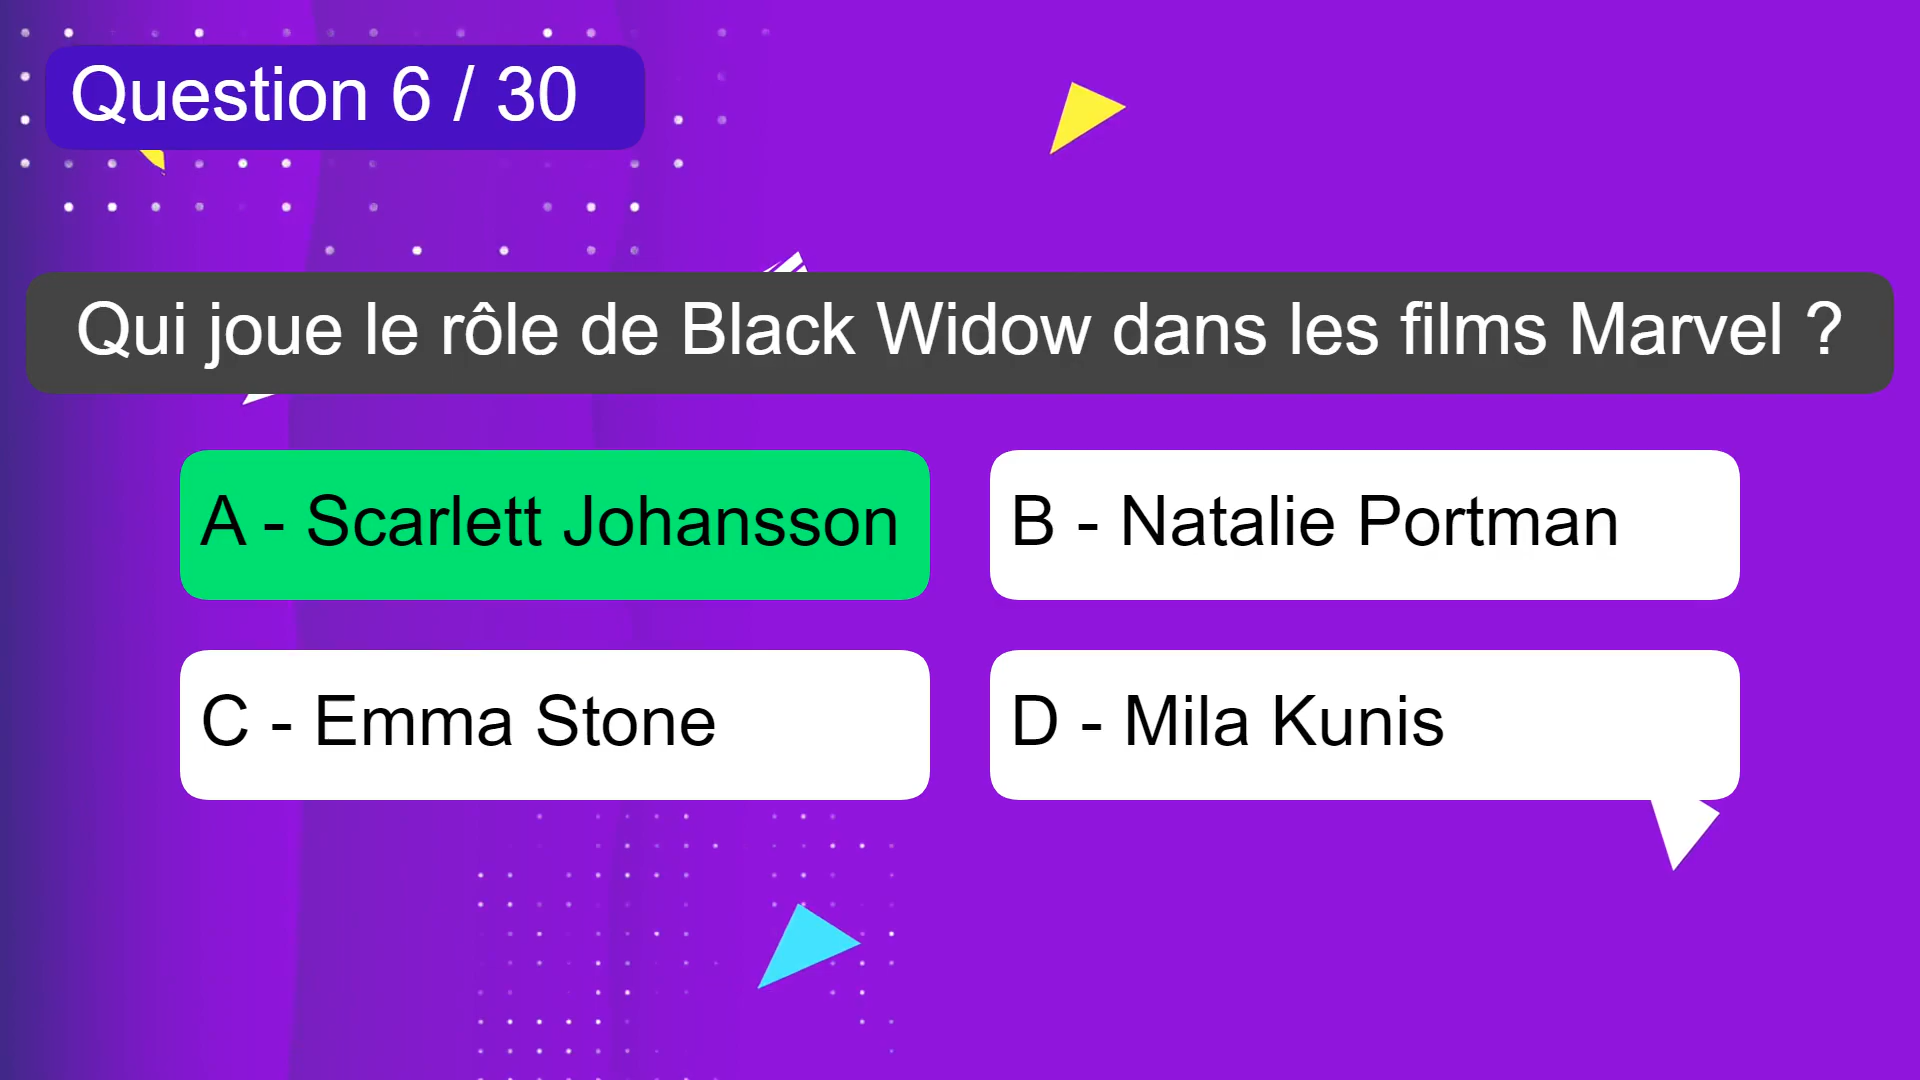 Question 6 / 30
Qui joue le rôle de Black Widow dans les films Marvel ?
A - Scarlett Johansson
B - Natalie Portman
C - Emma Stone
D - Mila Kunis